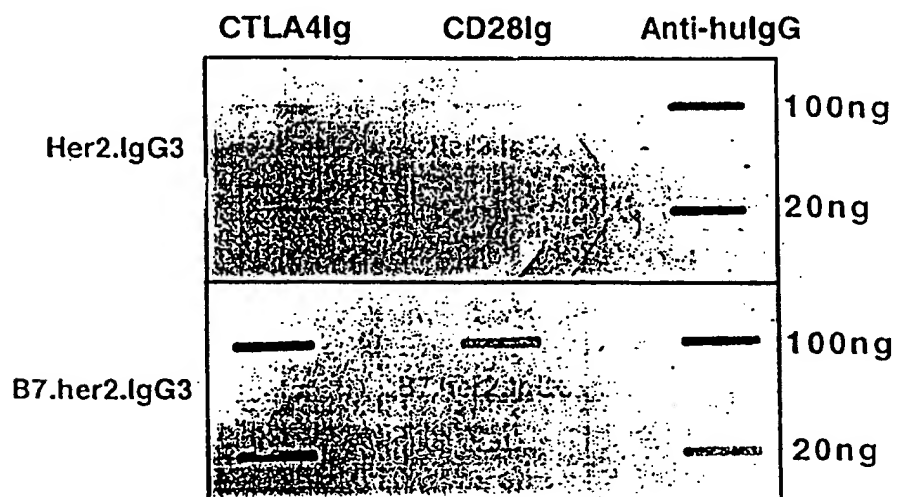 CTLA4Ig CD28Ig Anti-huIgG
100ng
Her2.IgG3
20ng
100ng
B7.her2.IgG3
20ng